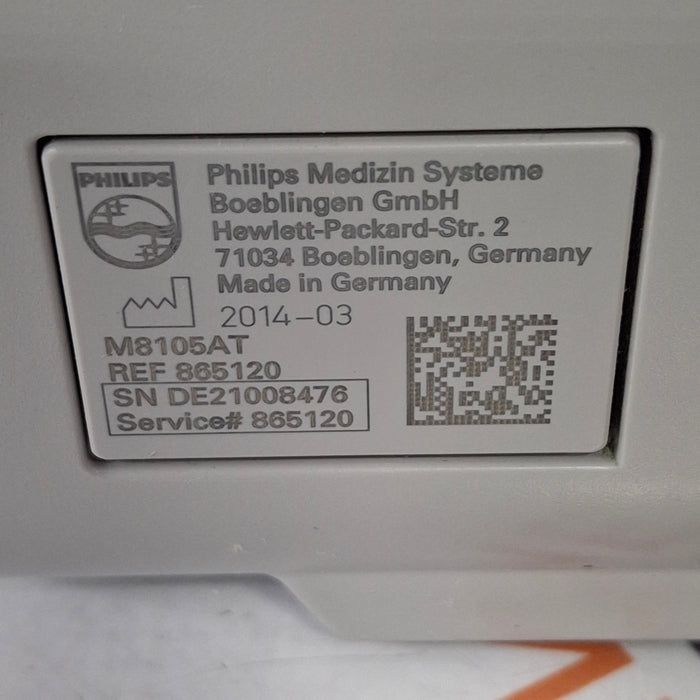 PHILIPS
Philips Medizin Systeme
Boeblingen GmbH
Hewlett-Packard-Str. 2
71034 Boeblingen, Germany
Made in Germany
2014-03
M8105AT
REF 865120
SN DE21008476
Service# 865120